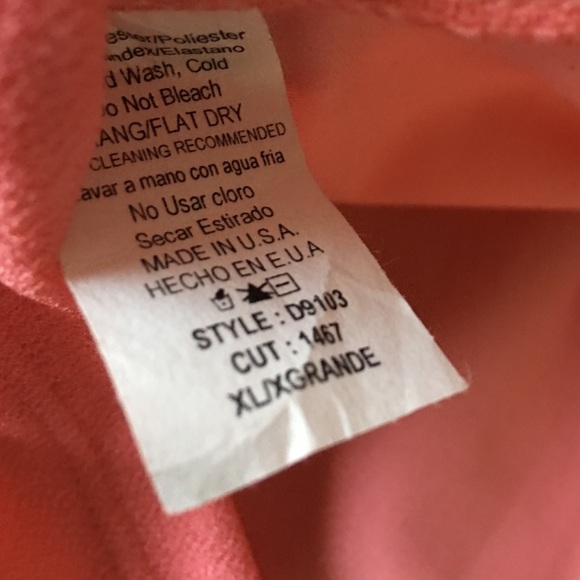 ester/Poliester
ndex/Elastano
d Wash, Cold
o Not Bleach
ANG/FLAT DRY
CLEANING RECOMMENDED
avar a mano con agua fria
No Usar cloro
Secar Estirado
MADE IN U.S.A.
HECHO EN E.U.A
STYLE : D9103
CUT : 1467
XL/XGRANDE